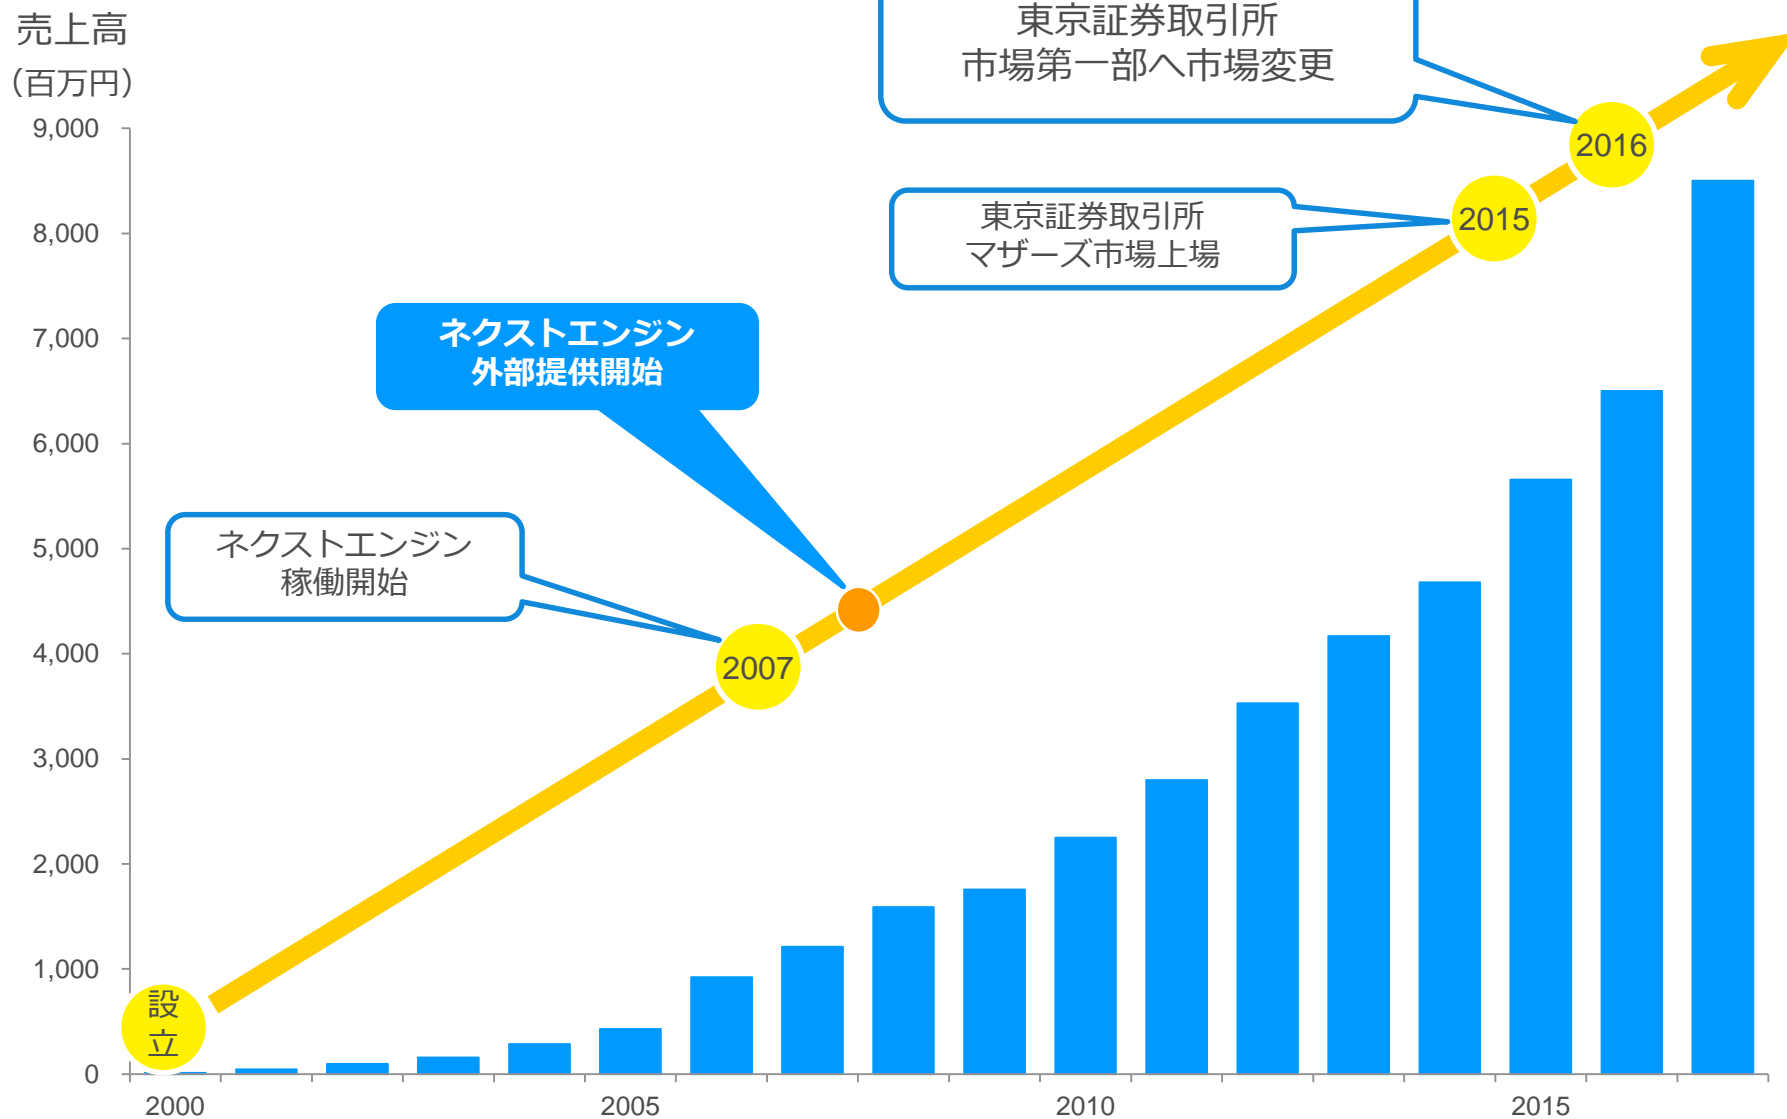 売上高
(百万円)
東京証券取引所
市場第一部へ市場変更
9,000
2016
東京証券取引所
マザーズ市場上場
2015
8,000
7,000
ネクストエンジン
外部提供開始
6,000
5,000
ネクストエンジン
稼働開始
4,000
2007
3,000
2,000
1,000
設
立
0
2000
2005
2010
2015